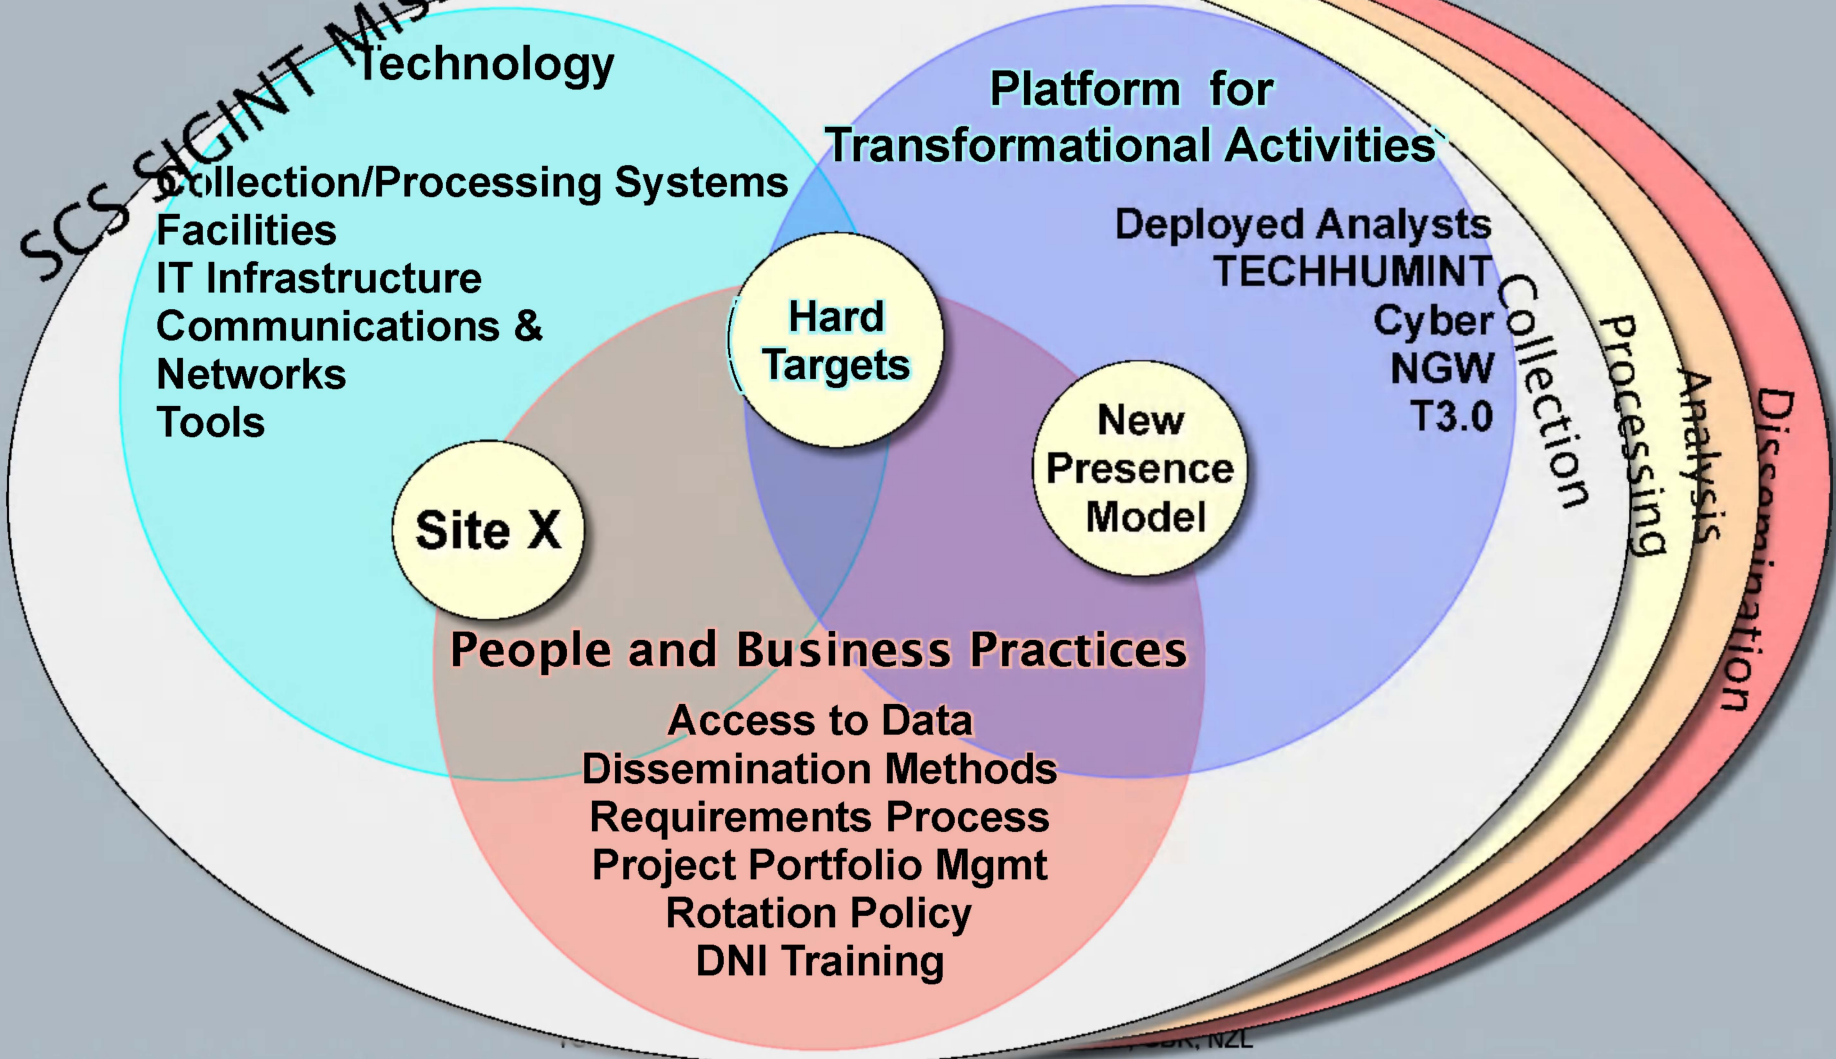 SCS SIGINT
Technology
Collection/Processing Systems
Facilities
IT Infrastructure
Communications &
Networks
Tools
Platform for
Transformational Activities
Deployed Analysts
TECHHUMINT
Cyber
NGW
T3.0
Hard
Targets
New
Presence
Model
Site X
People and Business Practices
Access to Data
Dissemination Methods
Requirements Process
Project Portfolio Mgmt
Rotation Policy
DNI Training
Collection
Processing
Analysis
Dissemination
NZL